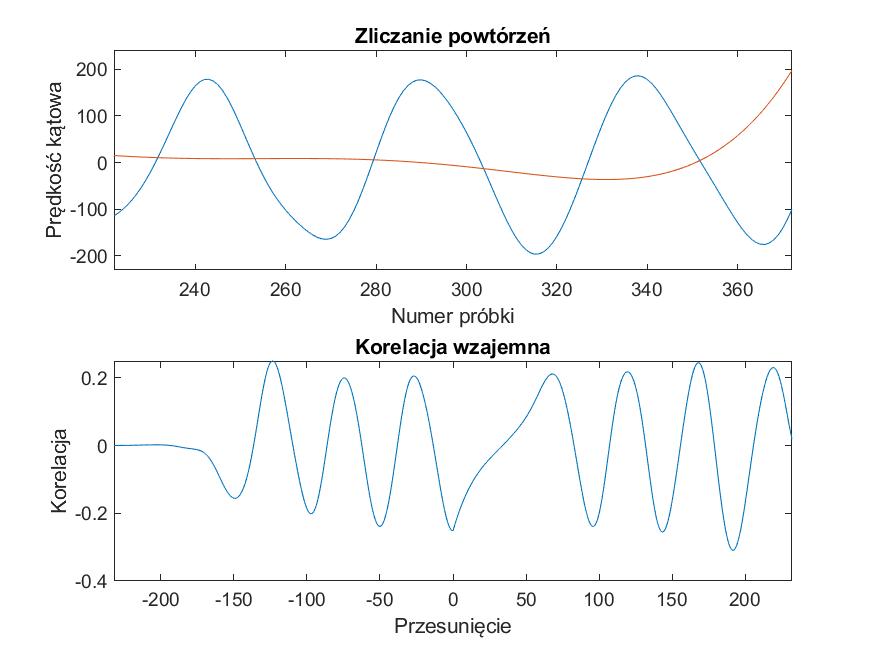 Zliczanie powtórzeń
200
100
0
-100
-200
Prędkość kątowa
240 260 280 300 320 340 360
Numer próbki
Korelacja wzajemna
0.2
0
-0.2
-0.4
Korelacja
-200 -150 -100 -50 0 50 100 150 200
Przesunięcie